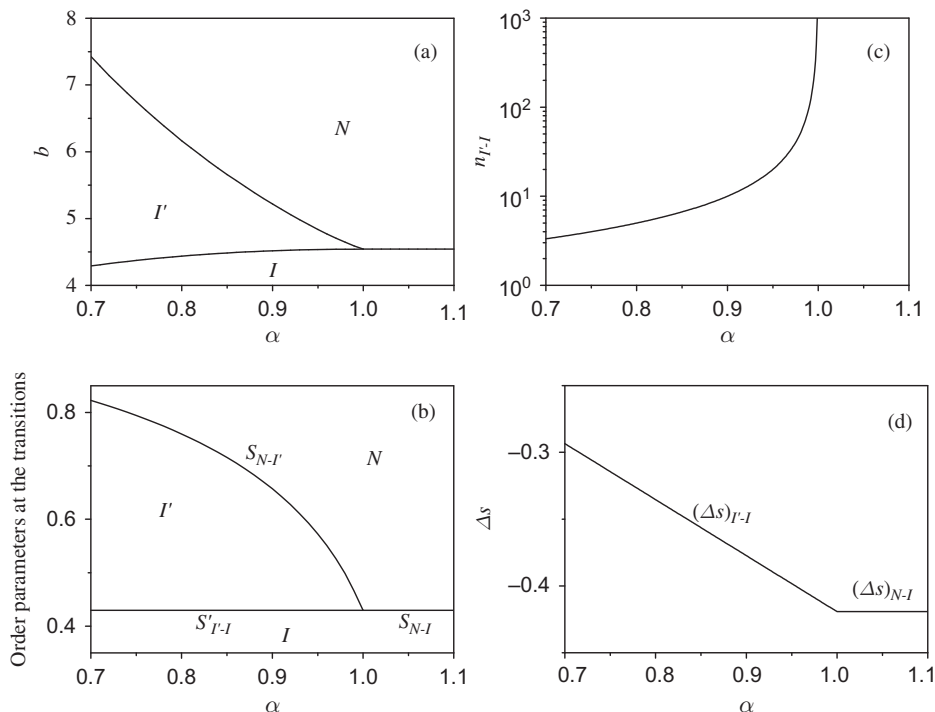 8
7
6
5
4
b
(a)
N
I'
I
0.7 0.8 0.9 1.0 1.1
α
10³
10²
10¹
10⁰
n_{I'-I}
(c)
0.7 0.8 0.9 1.0 1.1
α
Order parameters at the transitions
0.8
0.6
0.4
(b)
S_{N-I'}
N
I'
S'_{I'-I}
I
S_{N-I}
0.7 0.8 0.9 1.0 1.1
α
–0.3
–0.4
Δs
(d)
(Δs)_{I'-I}
(Δs)_{N-I}
0.7 0.8 0.9 1.0 1.1
α